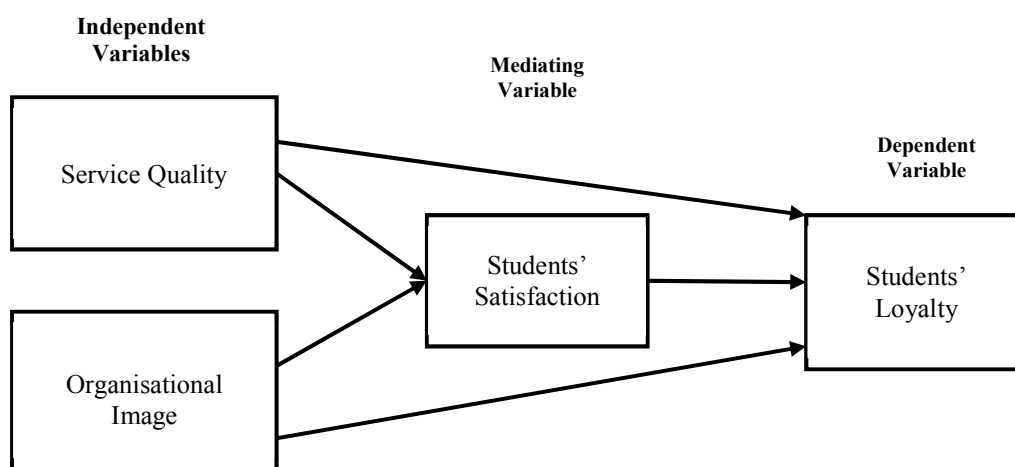 Independent
Variables
Mediating
Variable
Dependent
Variable
Service Quality
Students’
Satisfaction
Students’
Loyalty
Organisational
Image